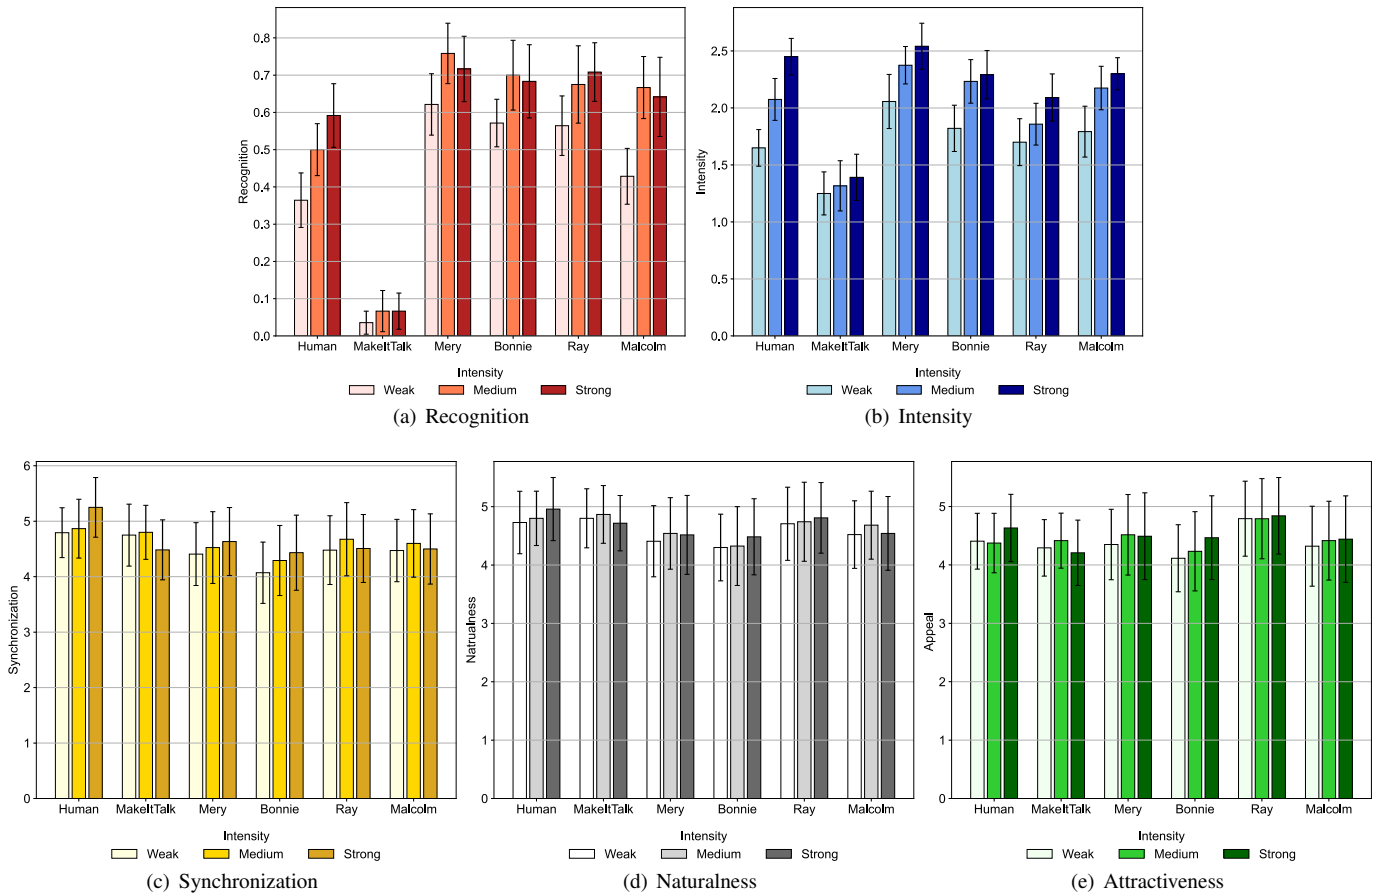 0.8
0.7
0.6
0.5
0.4
0.3
0.2
0.1
0.0
Recognition
Human MakeItTalk Mery Bonnie Ray Malcolm
Intensity
Weak Medium Strong
(a) Recognition
2.5
2.0
1.5
1.0
0.5
0.0
Intensity
Human MakeItTalk Mery Bonnie Ray Malcolm
Intensity
Weak Medium Strong
(b) Intensity
6
5
4
3
2
1
0
Synchronization
Human MakeItTalk Mery Bonnie Ray Malcolm
Intensity
Weak Medium Strong
(c) Synchronization
5
4
3
2
1
0
Natrualness
Human MakeItTalk Mery Bonnie Ray Malcolm
Intensity
Weak Medium Strong
(d) Naturalness
5
4
3
2
1
0
Appeal
Human MakeItTalk Mery Bonnie Ray Malcolm
Intensity
Weak Medium Strong
(e) Attractiveness